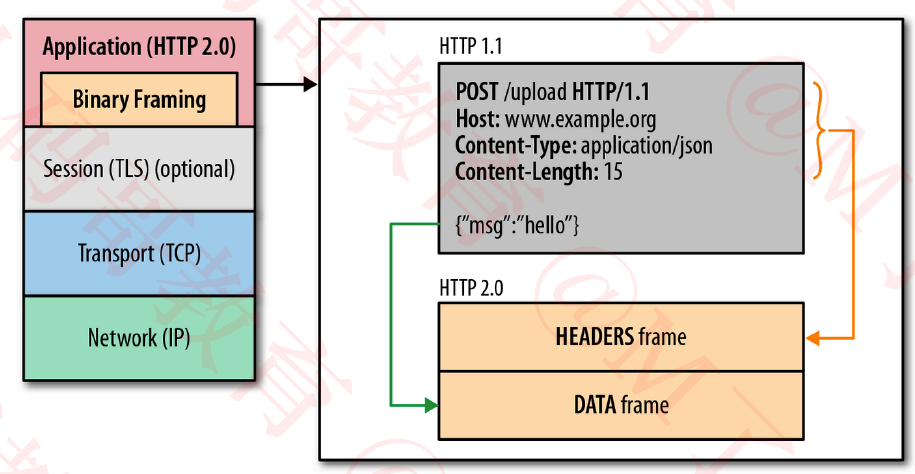 Application (HTTP 2.0)
Binary Framing
Session (TLS) (optional)
Transport (TCP)
Network (IP)
HTTP 1.1
POST /upload HTTP/1.1
Host: www.example.org
Content-Type: application/json
Content-Length: 15
{"msg":"hello"}
HTTP 2.0
HEADERS frame
DATA frame